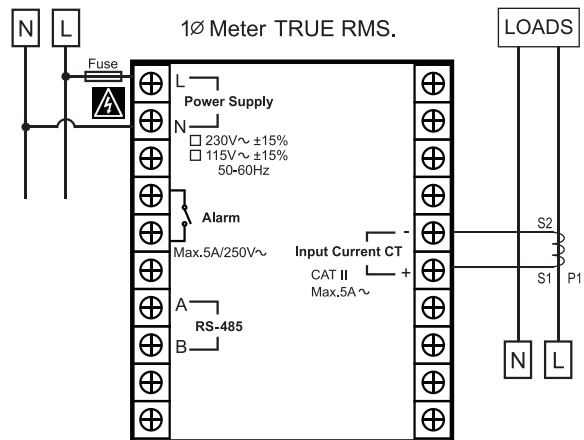 N L
1Ø Meter TRUE RMS.
LOADS
Fuse
L
Power Supply
N
□ 230V~ ±15%
□ 115V~ ±15%
50-60Hz
Alarm
Max.5A/250V~
- 
Input Current CT
+
CAT II
Max.5A~
S2
S1 P1
A
RS-485
B
N L